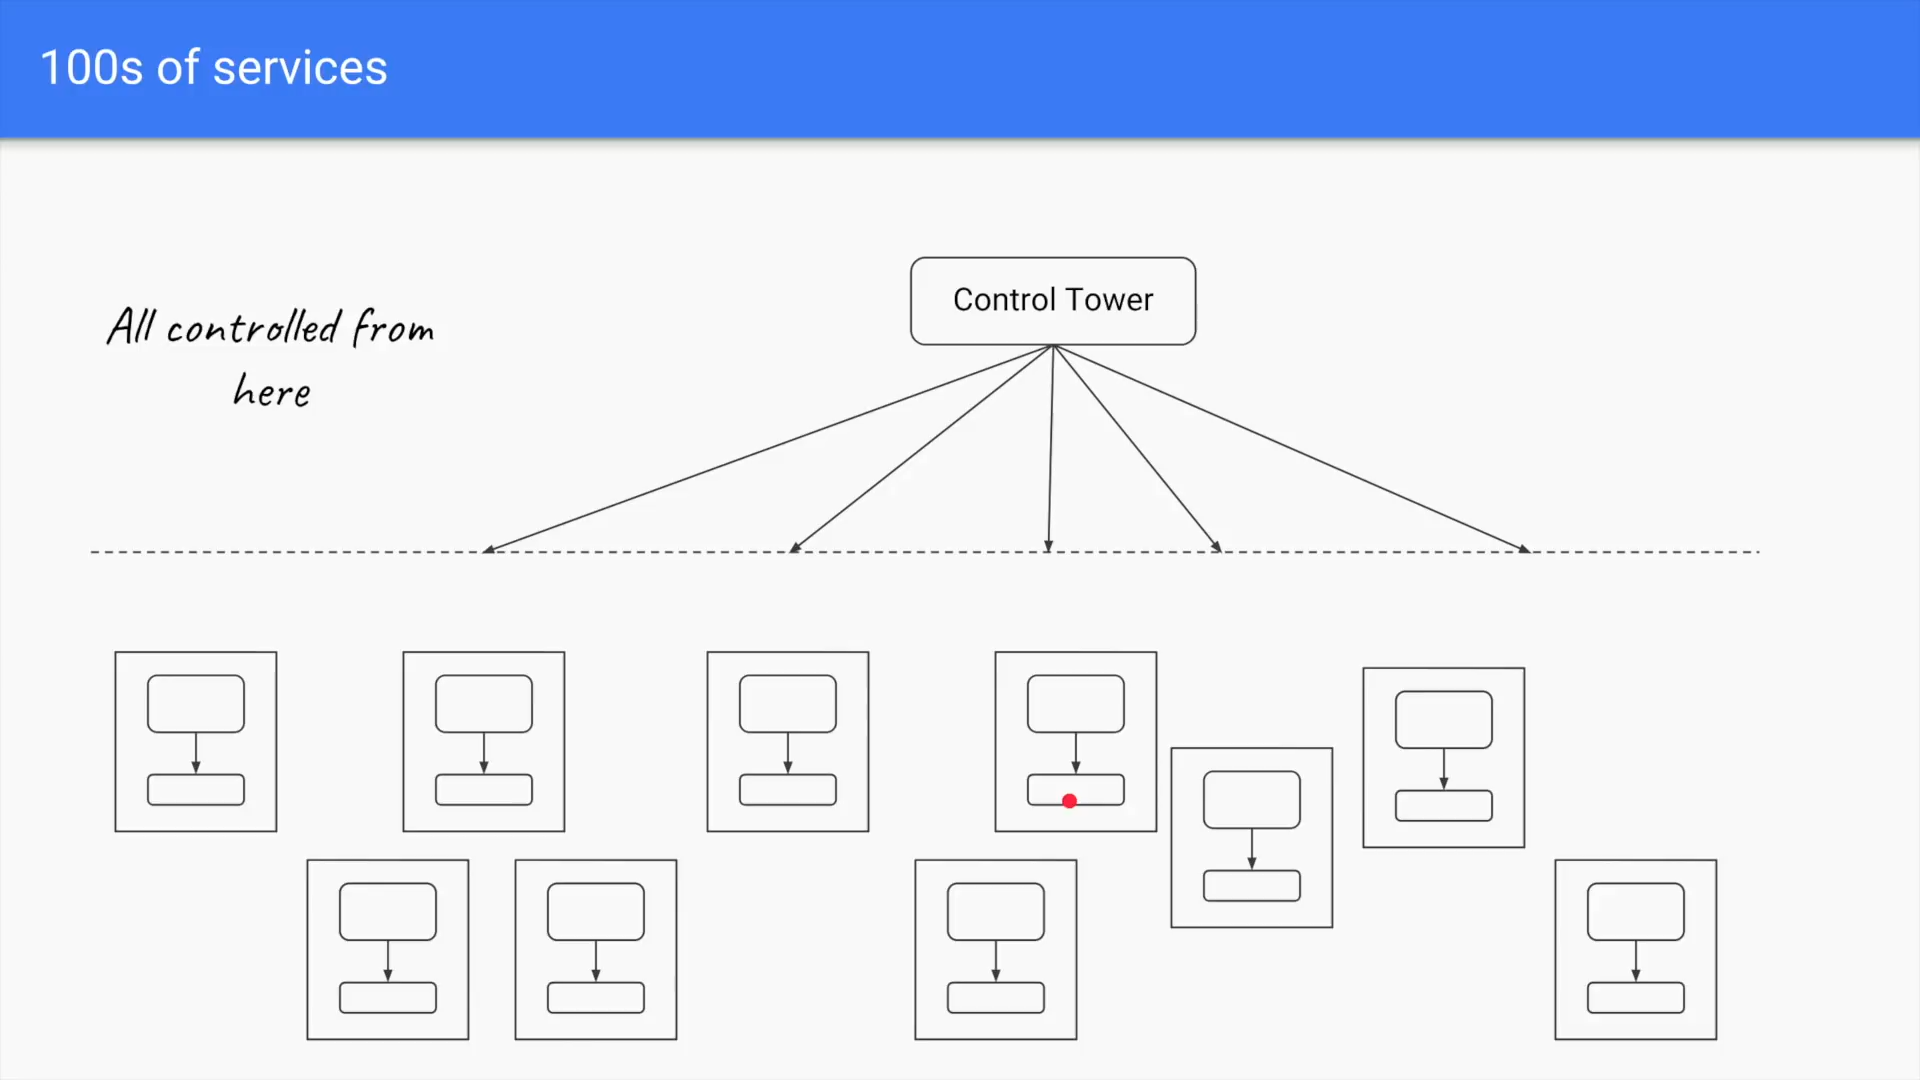 100s of services
Control Tower
All controlled from
here